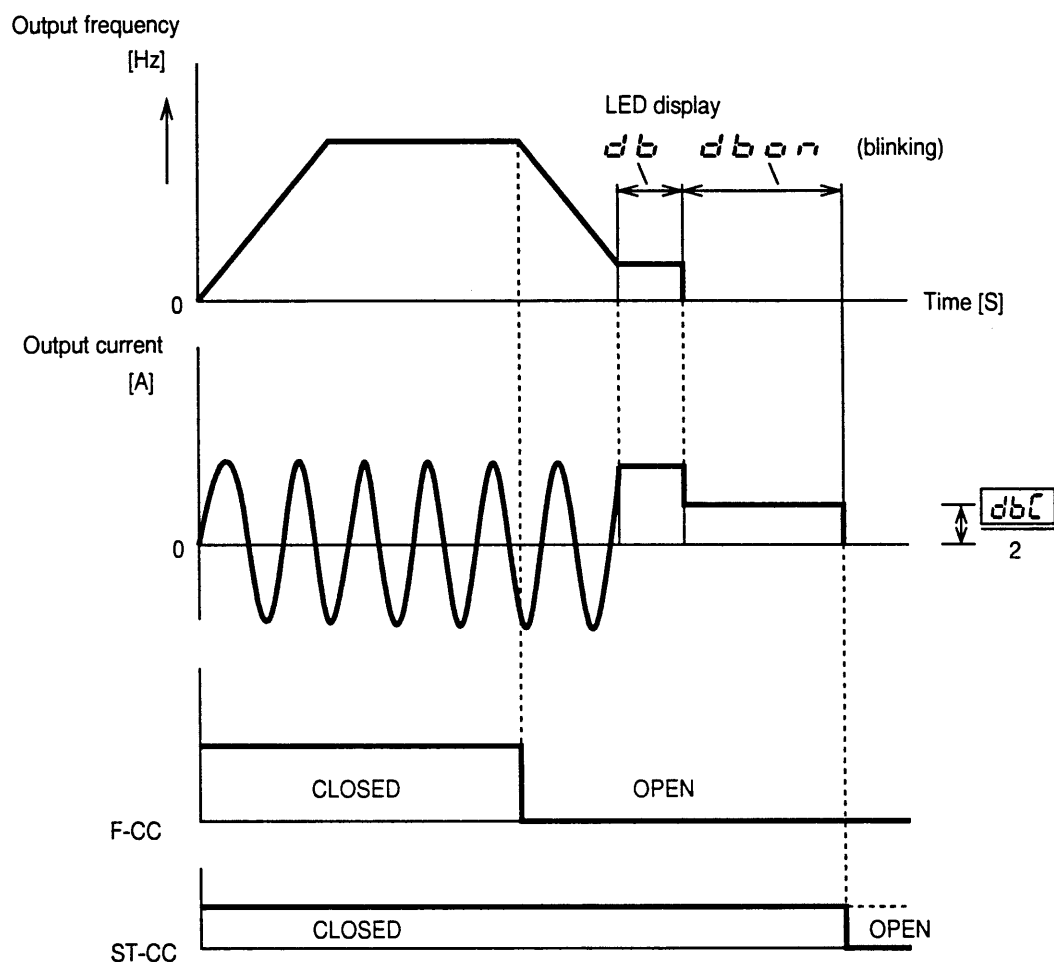 Output frequency
[Hz]
LED display
db dbon (blinking)
0
Time [S]
Output current
[A]
0
dbC
2
CLOSED
OPEN
F-CC
CLOSED
OPEN
ST-CC